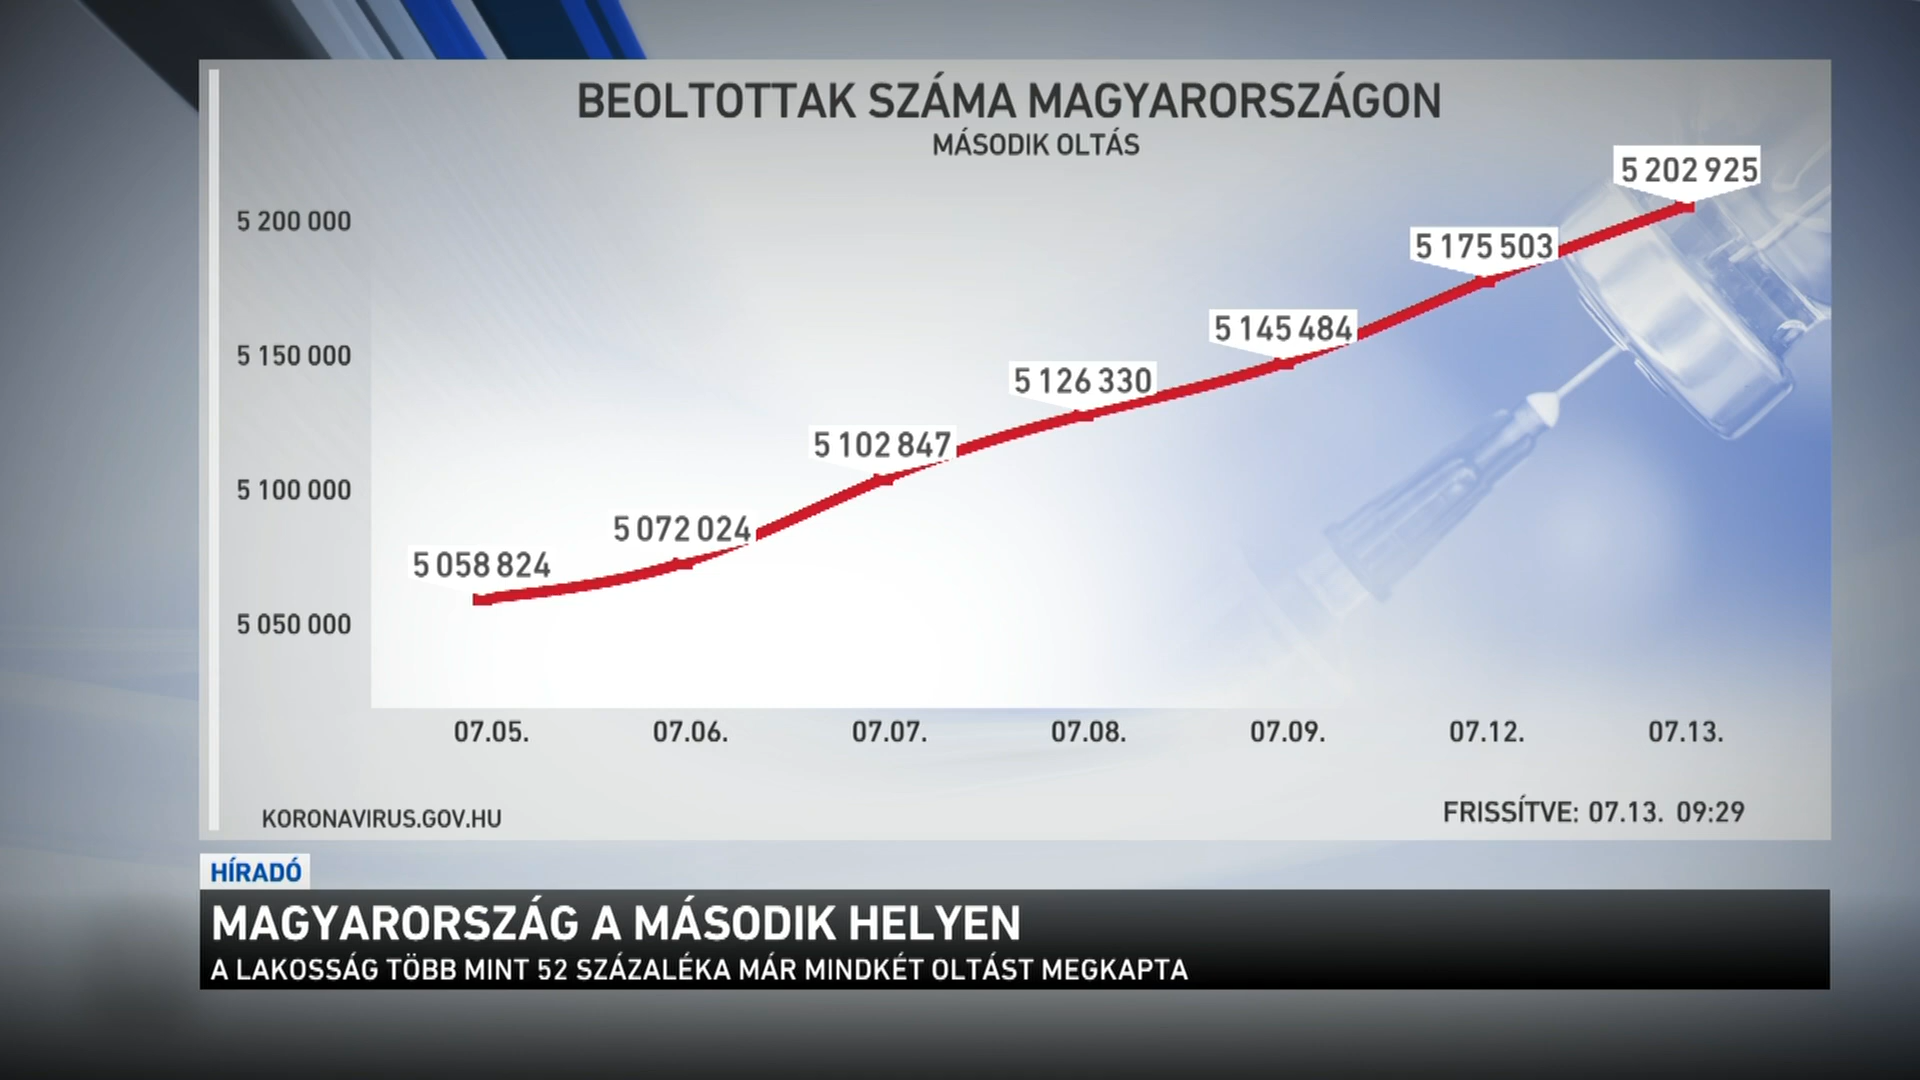 BEOLTOTTAK SZÁMA MAGYARORSZÁGON
MÁSODIK OLTÁS
5 200 000
5 150 000
5 100 000
5 050 000
5 058 824
5 072 024
5 102 847
5 126 330
5 145 484
5 175 503
5 202 925
07.05. 07.06. 07.07. 07.08. 07.09. 07.12. 07.13.
KORONAVIRUS.GOV.HU
FRISSÍTVE: 07.13. 09:29
HÍRADÓ
MAGYARORSZÁG A MÁSODIK HELYEN
A LAKOSSÁG TÖBB MINT 52 SZÁZALÉKA MÁR MINDKÉT OLTÁST MEGKAPTA